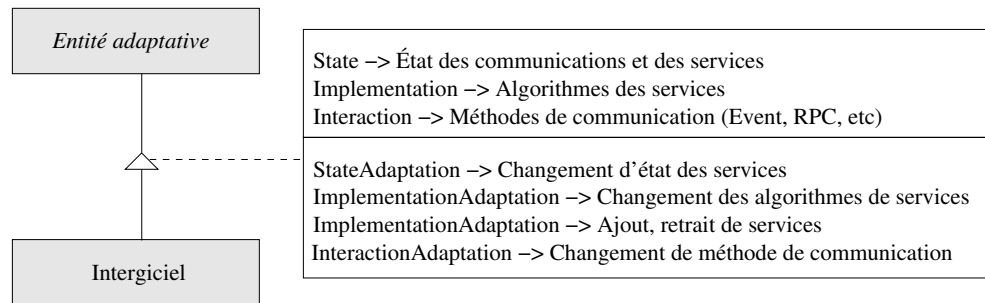 Entité adaptative
State −> État des communications et des services
Implementation −> Algorithmes des services
Interaction −> Méthodes de communication (Event, RPC, etc)
StateAdaptation −> Changement d'état des services
ImplementationAdaptation −> Changement des algorithmes de services
ImplementationAdaptation −> Ajout, retrait de services
InteractionAdaptation −> Changement de méthode de communication
Intergiciel